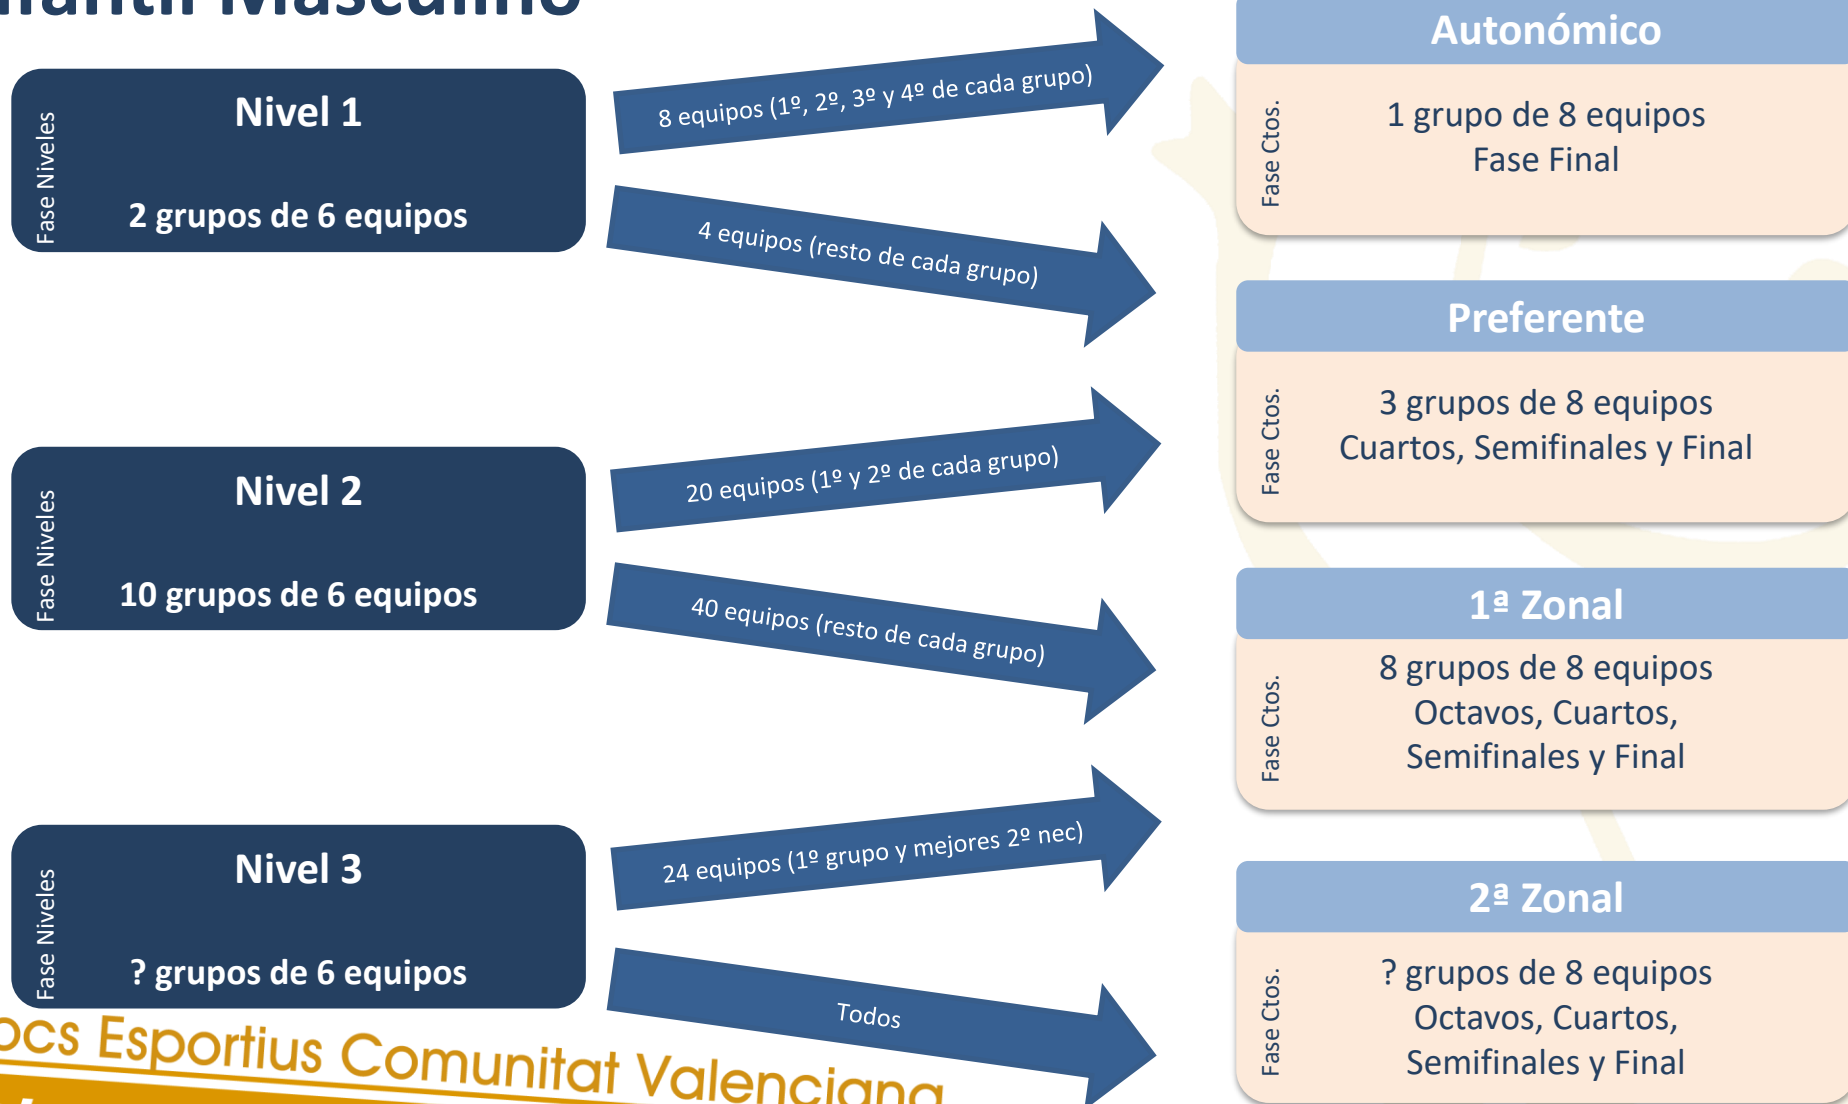 Infantil Masculino
Fase Niveles
Nivel 1
2 grupos de 6 equipos
8 equipos (1º, 2º, 3º y 4º de cada grupo)
4 equipos (resto de cada grupo)
Autonómico
Fase Ctos.
1 grupo de 8 equipos
Fase Final
Preferente
Fase Ctos.
3 grupos de 8 equipos
Cuartos, Semifinales y Final
Fase Niveles
Nivel 2
10 grupos de 6 equipos
20 equipos (1º y 2º de cada grupo)
40 equipos (resto de cada grupo)
1ª Zonal
Fase Ctos.
8 grupos de 8 equipos
Octavos, Cuartos,
Semifinales y Final
Fase Niveles
Nivel 3
? grupos de 6 equipos
24 equipos (1º grupo y mejores 2º nec)
Todos
2ª Zonal
Fase Ctos.
? grupos de 8 equipos
Octavos, Cuartos,
Semifinales y Final
ocs Esportius Comunitat Valenciana